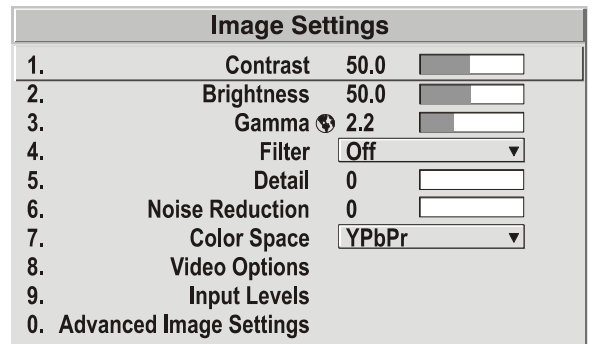 Image Settings
1. Contrast 50.0
2. Brightness 50.0
3. Gamma 2.2
4. Filter Off
5. Detail 0
6. Noise Reduction 0
7. Color Space YPbPr
8. Video Options
9. Input Levels
0. Advanced Image Settings